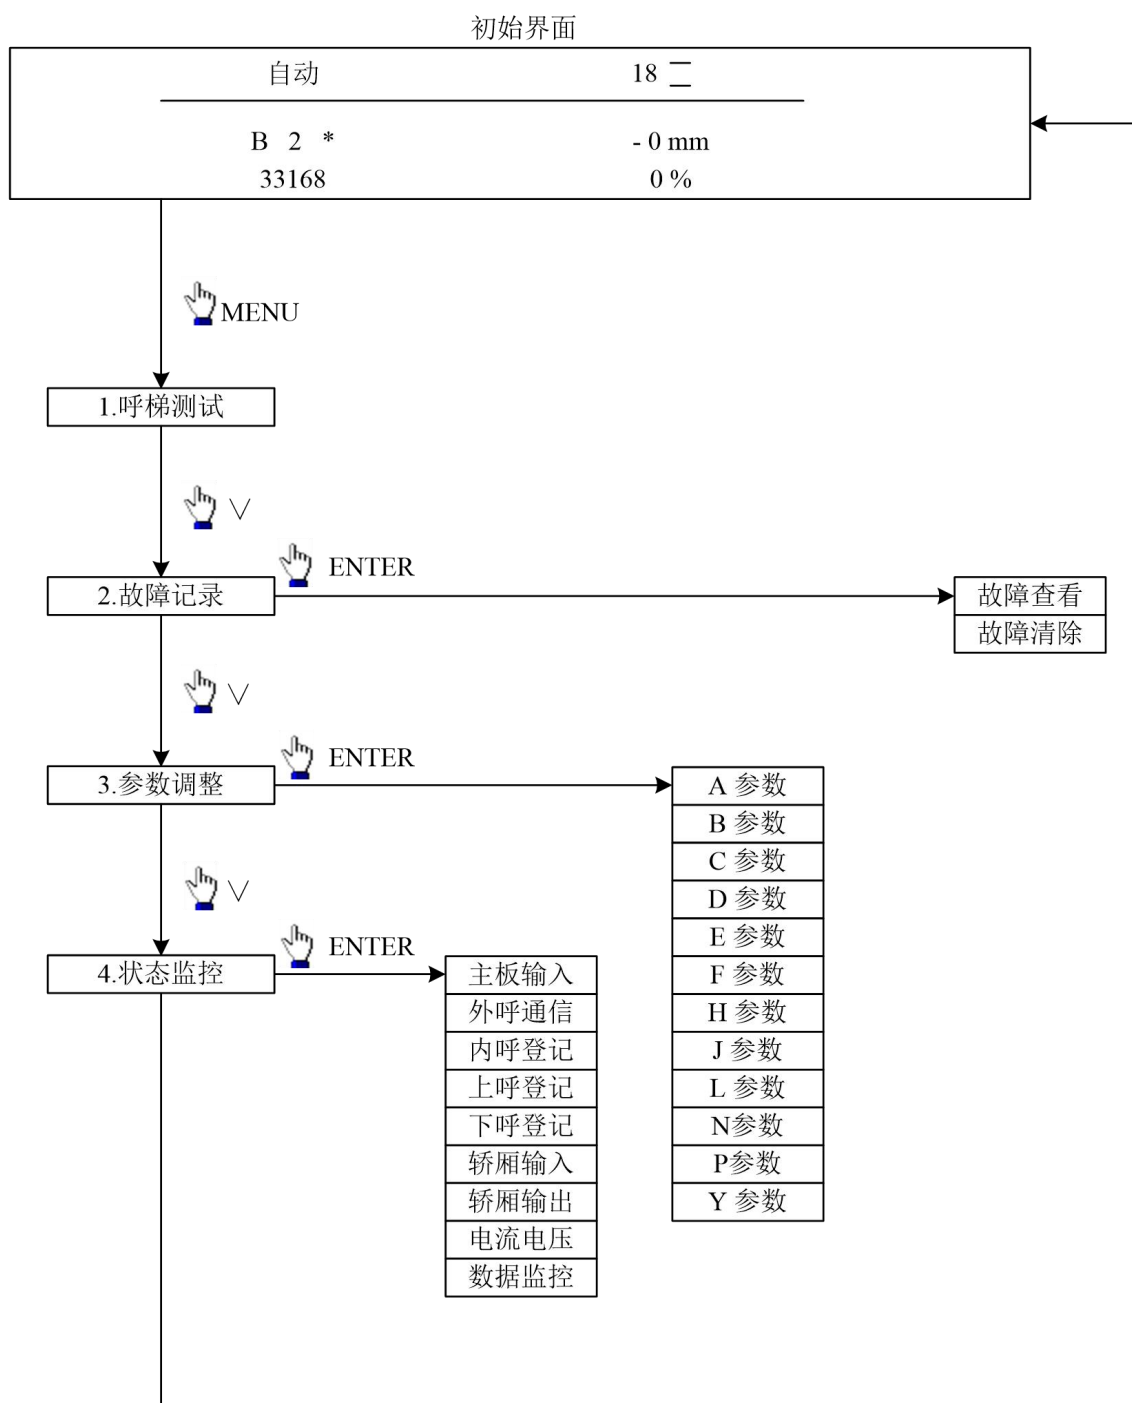 初始界面
自动 18
B 2 * - 0 mm
33168 0 %
MENU
1.呼梯测试
∨
ENTER
2.故障记录
故障查看
故障清除
∨
ENTER
3.参数调整
A 参数
B 参数
C 参数
D 参数
E 参数
F 参数
H 参数
J 参数
L 参数
N参数
P参数
Y 参数
∨
ENTER
4.状态监控
主板输入
外呼通信
内呼登记
上呼登记
下呼登记
轿厢输入
轿厢输出
电流电压
数据监控